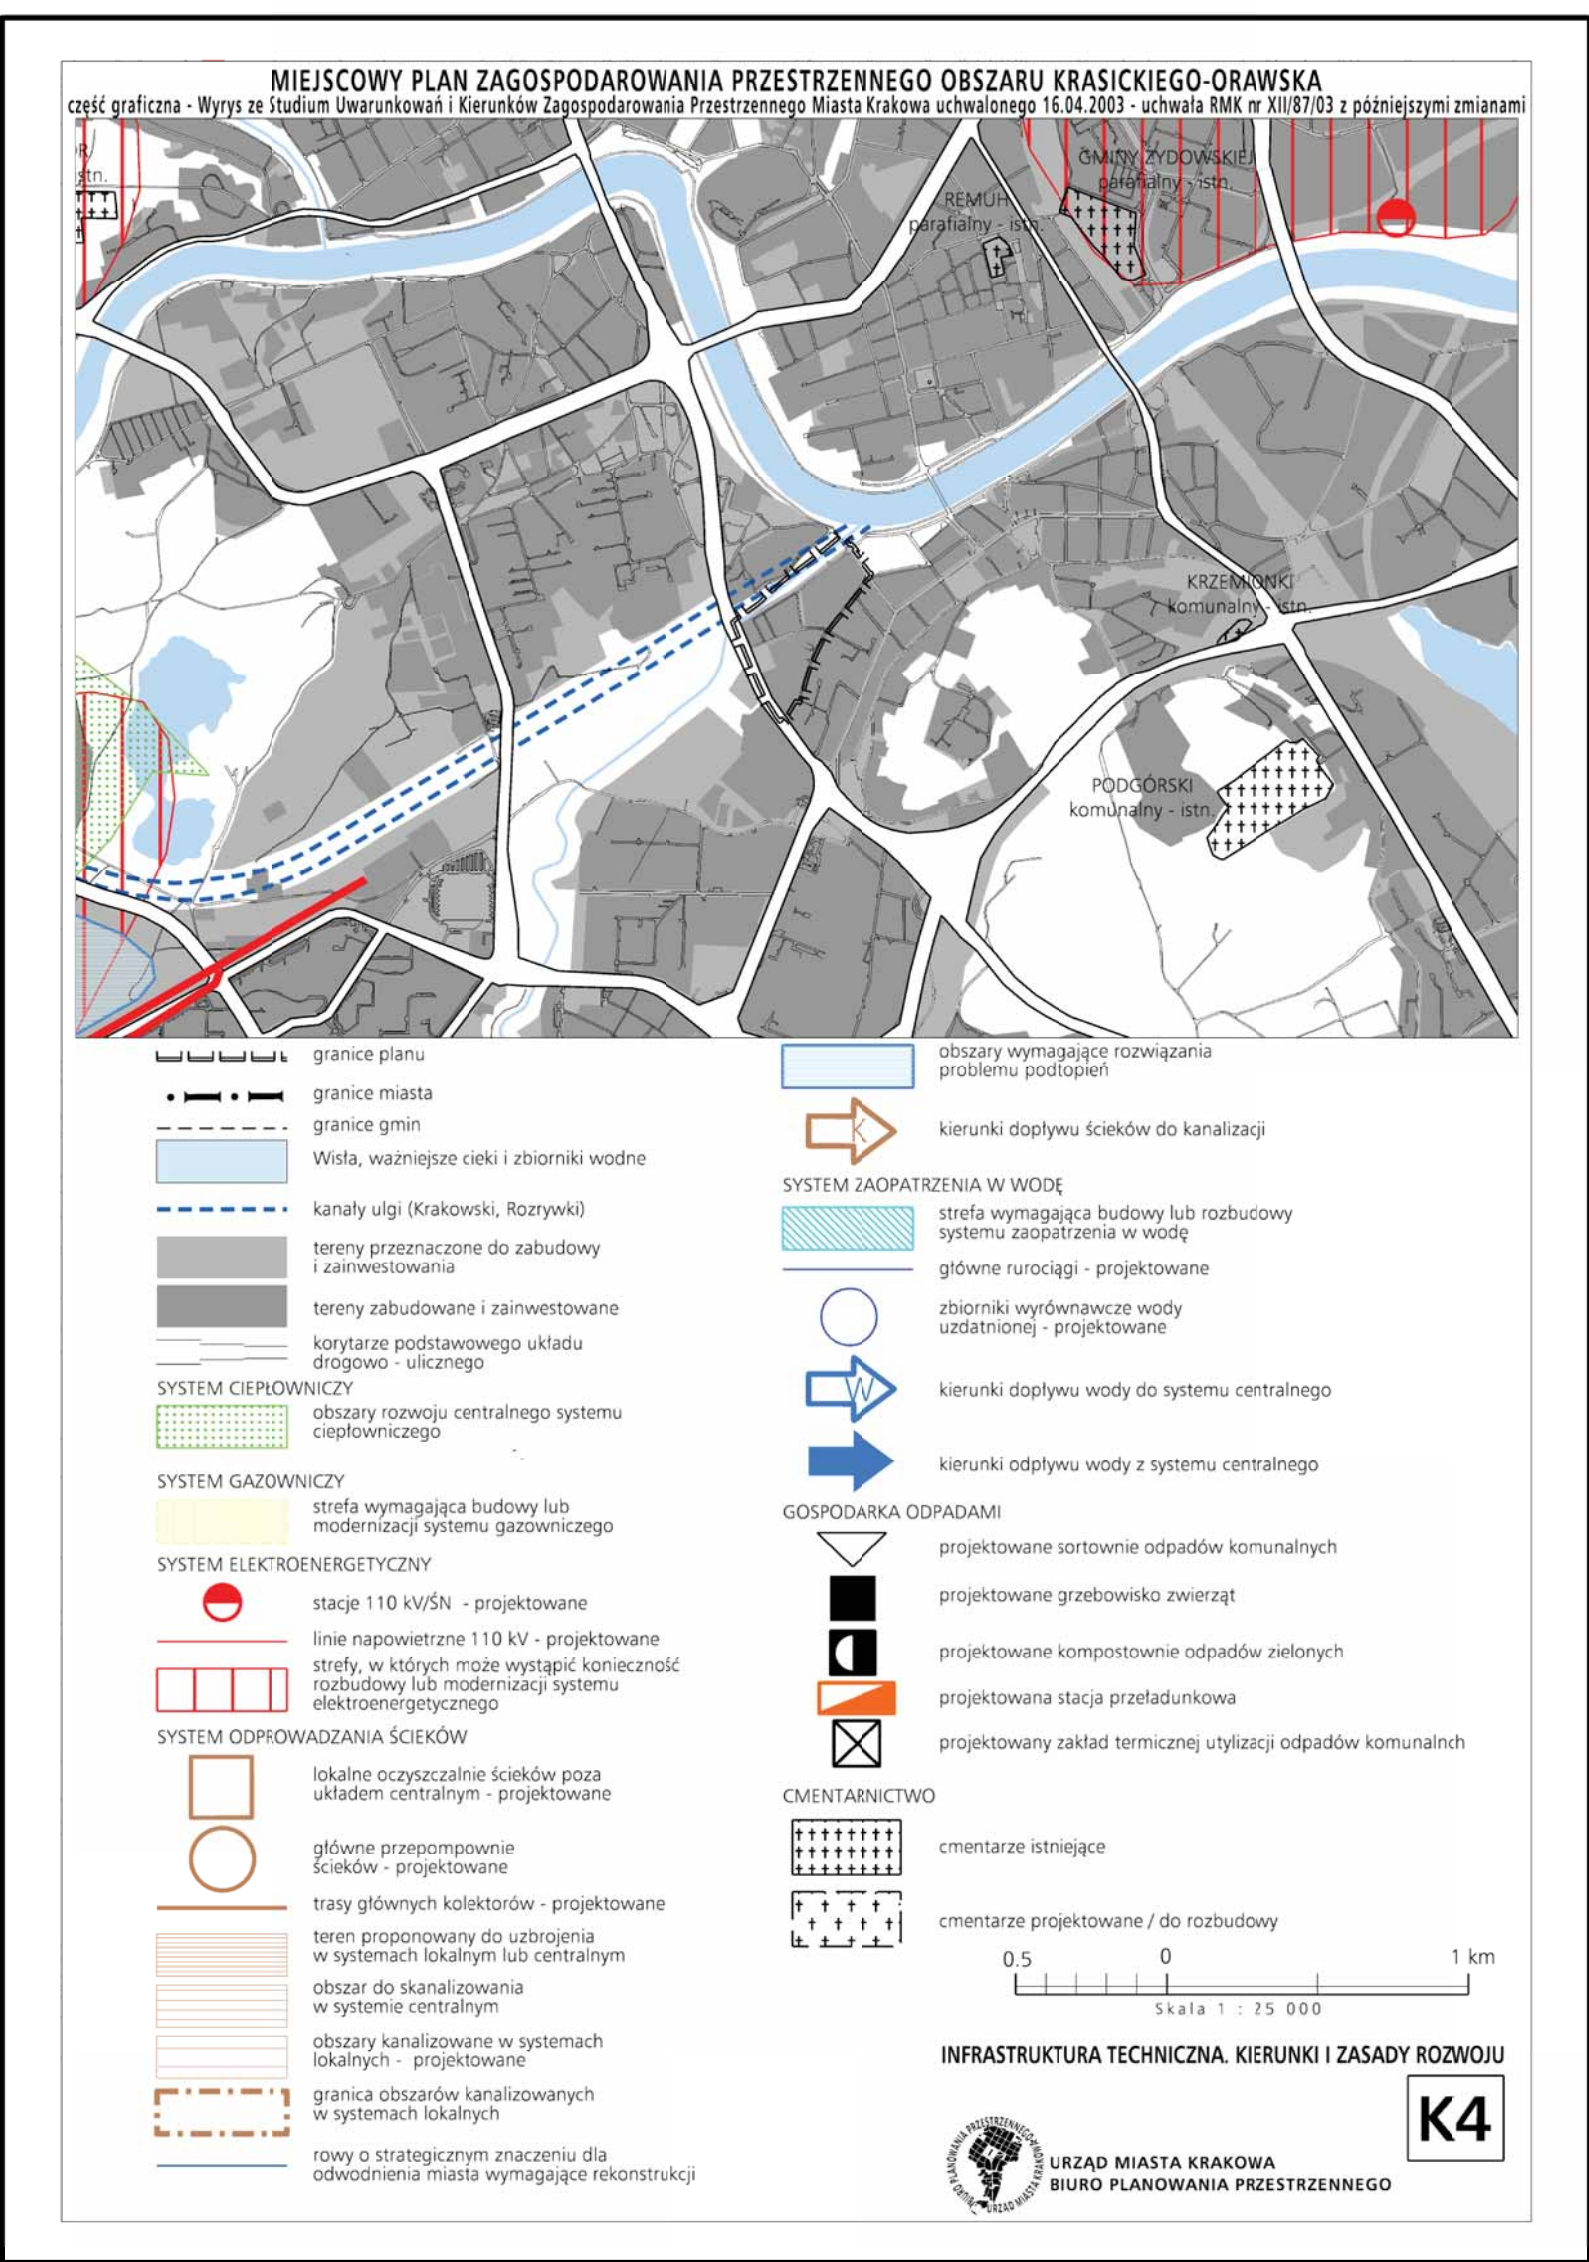 MIEJSCOWY PLAN ZAGOSPODAROWANIA PRZESTRZENNEGO OBSZARU KRASICKIEGO-ORAWSKA
część graficzna - Wyrys ze Studium Uwarunkowań i Kierunków Zagospodarowania Przestrzennego Miasta Krakowa uchwalonego 16.04.2003 - uchwała RMK nr XII/87/03 z późniejszymi zmianami
stn.
GMINY ŻYDOWSKIEJ
parafialny - istn.
REMUH
parafialny - istn.
KRZEMIONKI
komunalny - istn.
PODGÓRSKI
komunalny - istn.
granice planu
granice miasta
granice gmin
Wisła, ważniejsze cieki i zbiorniki wodne
kanały ulgi (Krakowski, Rozrywki)
tereny przeznaczone do zabudowy
i zainwestowania
tereny zabudowane i zainwestowane
korytarze podstawowego układu
drogowo - ulicznego
SYSTEM CIEPŁOWNICZY
obszary rozwoju centralnego systemu
ciepłowniczego
SYSTEM GAZOWNICZY
strefa wymagająca budowy lub
modernizacji systemu gazowniczego
SYSTEM ELEKTROENERGETYCZNY
stacje 110 kV/ŚN - projektowane
linie napowietrzne 110 kV - projektowane
strefy, w których może wystąpić konieczność
rozbudowy lub modernizacji systemu
elektroenergetycznego
SYSTEM ODPROWADZANIA ŚCIEKÓW
lokalne oczyszczalnie ścieków poza
układem centralnym - projektowane
główne przepompownie
ścieków - projektowane
trasy głównych kolektorów - projektowane
teren proponowany do uzbrojenia
w systemach lokalnym lub centralnym
obszar do skanalizowania
w systemie centralnym
obszary kanalizowane w systemach
lokalnych - projektowane
granica obszarów kanalizowanych
w systemach lokalnych
rowy o strategicznym znaczeniu dla
odwodnienia miasta wymagające rekonstrukcji
obszary wymagające rozwiązania
problemu podtopień
K
kierunki dopływu ścieków do kanalizacji
SYSTEM ZAOPATRZENIA W WODĘ
strefa wymagająca budowy lub rozbudowy
systemu zaopatrzenia w wodę
główne rurociągi - projektowane
zbiorniki wyrównawcze wody
uzdatnionej - projektowane
W
kierunki dopływu wody do systemu centralnego
kierunki odpływu wody z systemu centralnego
GOSPODARKA ODPADAMI
projektowane sortownie odpadów komunalnych
projektowane grzebowisko zwierząt
projektowane kompostownie odpadów zielonych
projektowana stacja przeładunkowa
projektowany zakład termicznej utylizacji odpadów komunalnch
CMENTARNICTWO
cmentarze istniejące
cmentarze projektowane / do rozbudowy
0.5 0 1 km
Skala 1 : 25 000
INFRASTRUKTURA TECHNICZNA. KIERUNKI I ZASADY ROZWOJU
K4
BIURO PLANOWANIA PRZESTRZENNEGO
URZĄD MIASTA KRAKOWA
URZĄD MIASTA KRAKOWA
BIURO PLANOWANIA PRZESTRZENNEGO